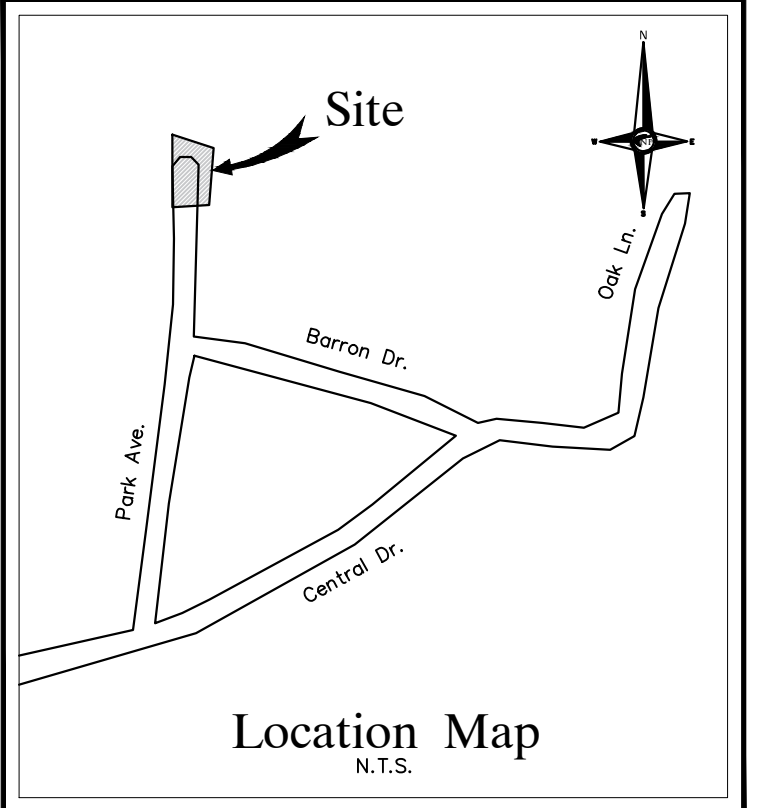 N
Site
W
E
S
Oak Ln.
Barron Dr.
Park Ave.
Central Dr.
Location Map
N.T.S.